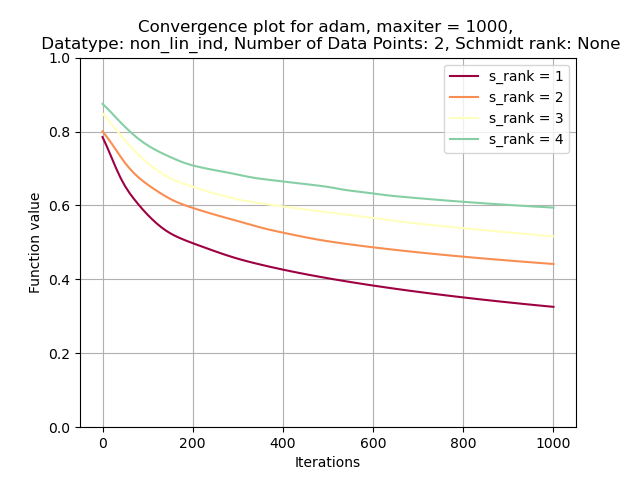 Convergence plot for adam, maxiter = 1000,
Datatype: non_lin_ind, Number of Data Points: 2, Schmidt rank: None
1.0
0.8
0.6
0.4
0.2
0.0
Function value
s_rank = 1
s_rank = 2
s_rank = 3
s_rank = 4
0 200 400 600 800 1000
Iterations